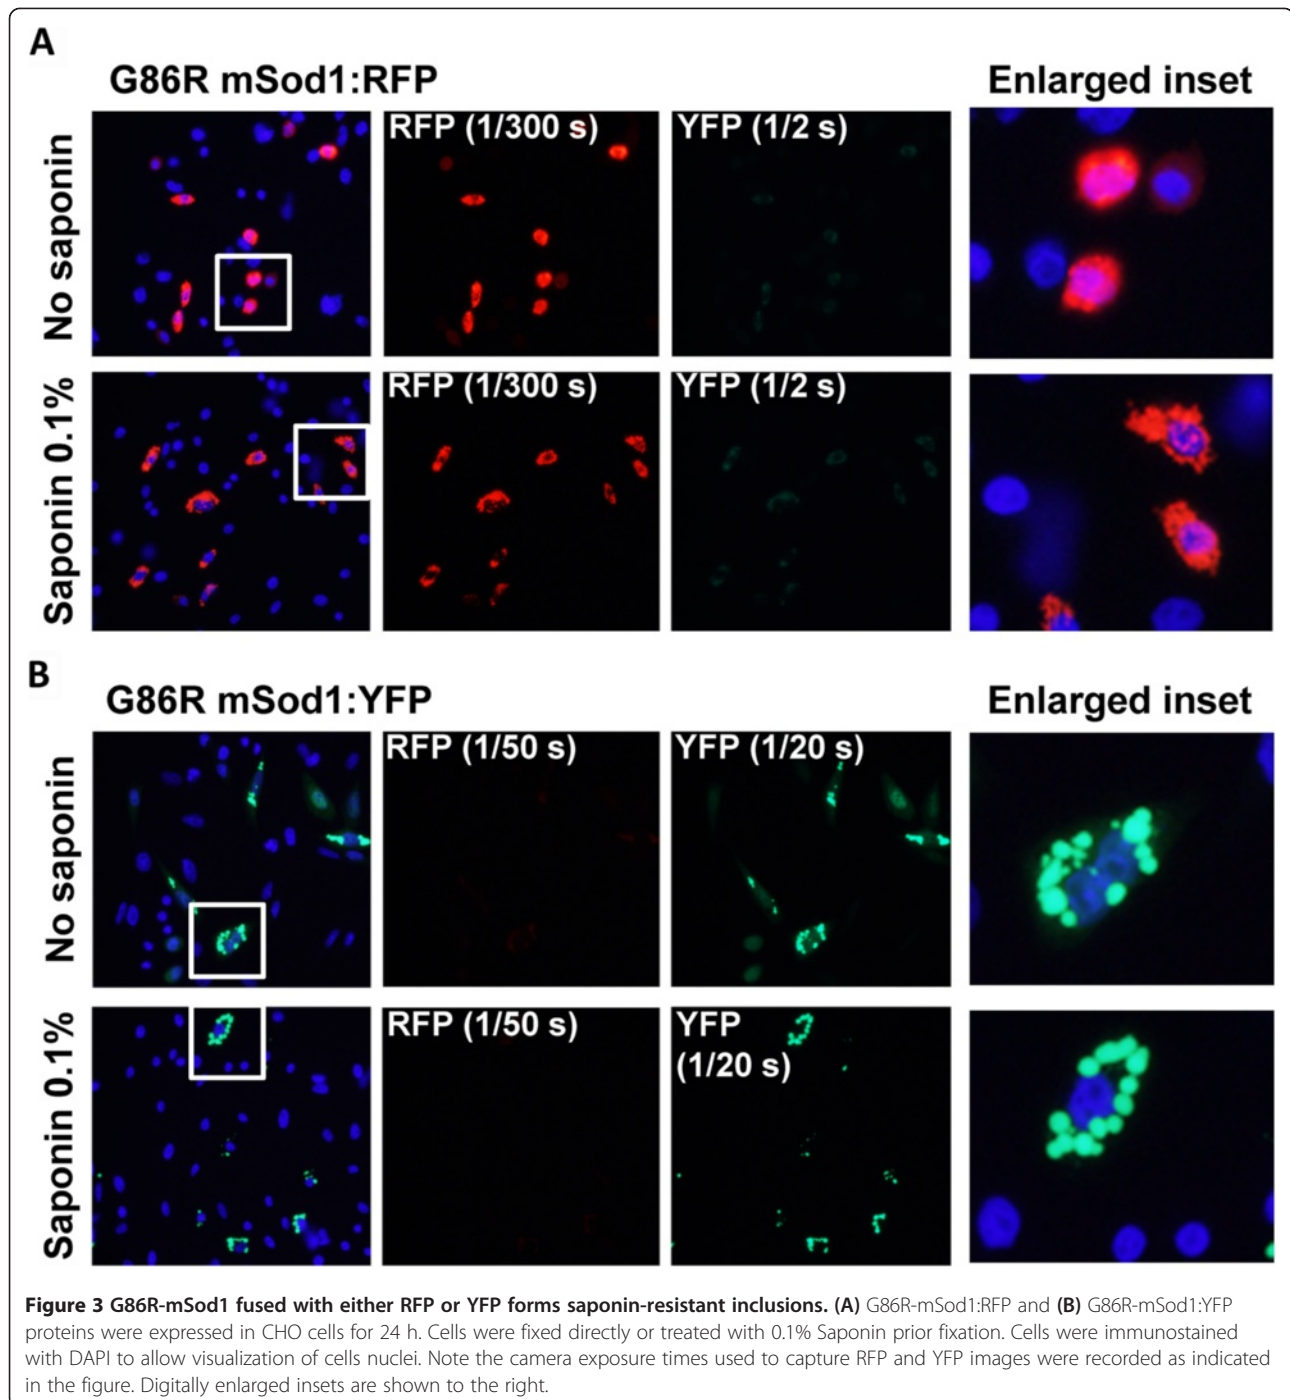 A
G86R mSod1:RFP
Enlarged inset
No saponin
RFP (1/300 s)
YFP (1/2 s)
Saponin 0.1%
RFP (1/300 s)
YFP (1/2 s)
B
G86R mSod1:YFP
Enlarged inset
No saponin
RFP (1/50 s)
YFP (1/20 s)
Saponin 0.1%
RFP (1/50 s)
YFP
(1/20 s)
Figure 3 G86R-mSod1 fused with either RFP or YFP forms saponin-resistant inclusions. (A) G86R-mSod1:RFP and (B) G86R-mSod1:YFP
proteins were expressed in CHO cells for 24 h. Cells were fixed directly or treated with 0.1% Saponin prior fixation. Cells were immunostained
with DAPI to allow visualization of cells nuclei. Note the camera exposure times used to capture RFP and YFP images were recorded as indicated
in the figure. Digitally enlarged insets are shown to the right.